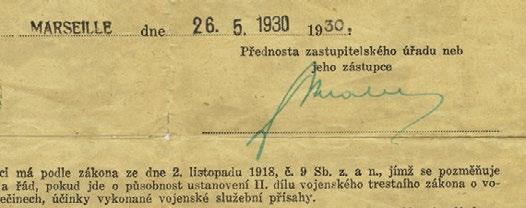 MARSEILLE dne 26. 5. 1930 1930,
Přednosta zastupitelského úřadu neb
jeho zástupce
ci má podle zákona ze dne 2. listopadu 1918, č. 9 Sb. z. a n., jímž se pozměňuje
a řád, pokud jde o působnost ustanovení II. dílu vojenského trestního zákona o vo-
ečinech, účinky vykonané vojenské služební přísahy.